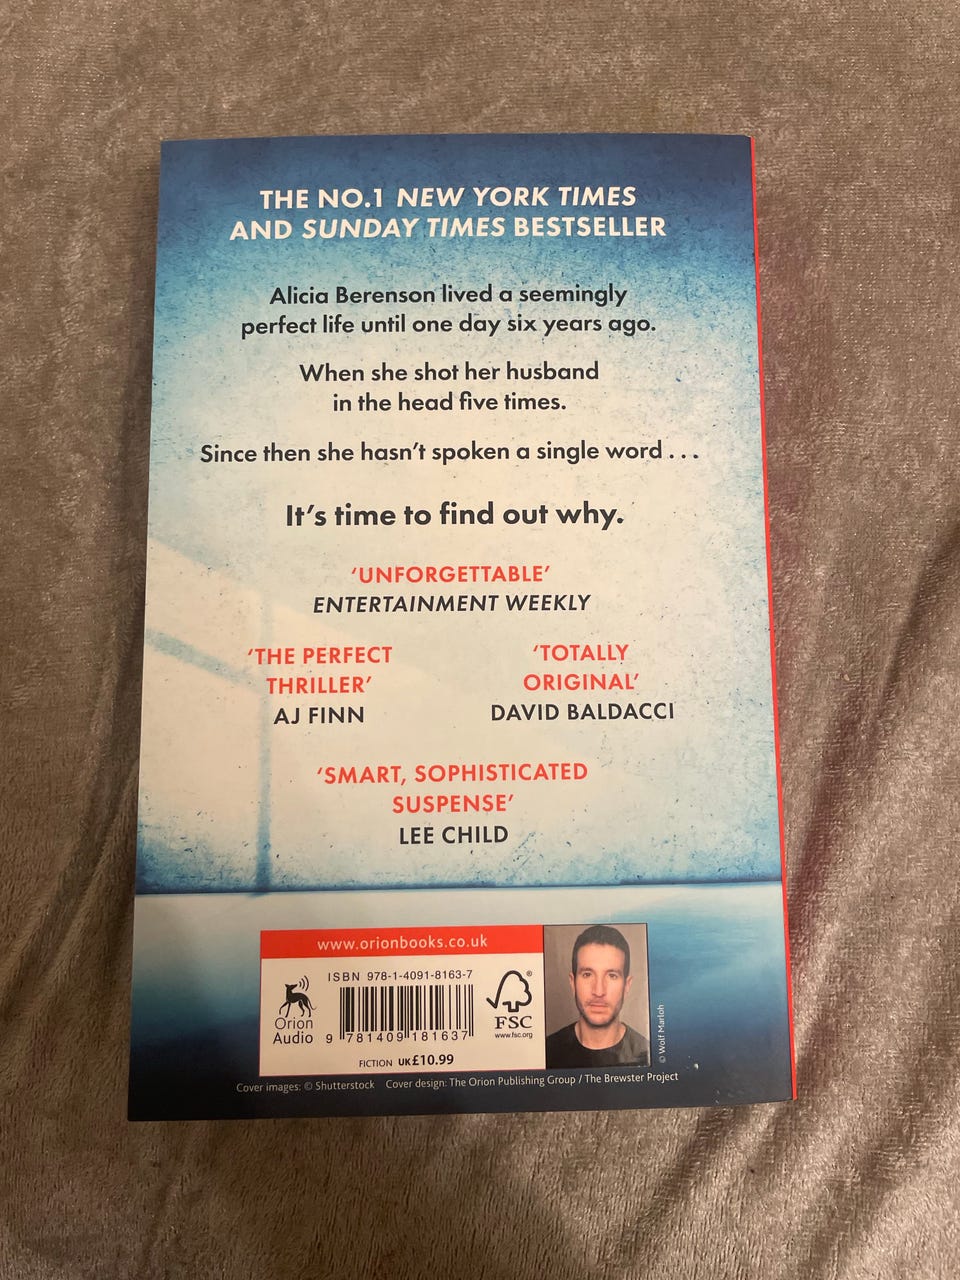 THE NO.1 NEW YORK TIMES
AND SUNDAY TIMES BESTSELLER
Alicia Berenson lived a seemingly
perfect life until one day six years ago.
When she shot her husband
in the head five times.
Since then she hasn't spoken a single word . . .
It's time to find out why.
'UNFORGETTABLE'
ENTERTAINMENT WEEKLY
'THE PERFECT
THRILLER'
AJ FINN
'TOTALLY
ORIGINAL'
DAVID BALDACCI
'SMART, SOPHISTICATED
SUSPENSE'
LEE CHILD
www.orionbooks.co.uk
ISBN 978-1-4091-8163-7
Orion
Audio
9 781409 181637
FSC
®
www.fsc.org
FICTION UK£10.99
© Wolf Marloh
Cover images: © Shutterstock Cover design: The Orion Publishing Group / The Brewster Project